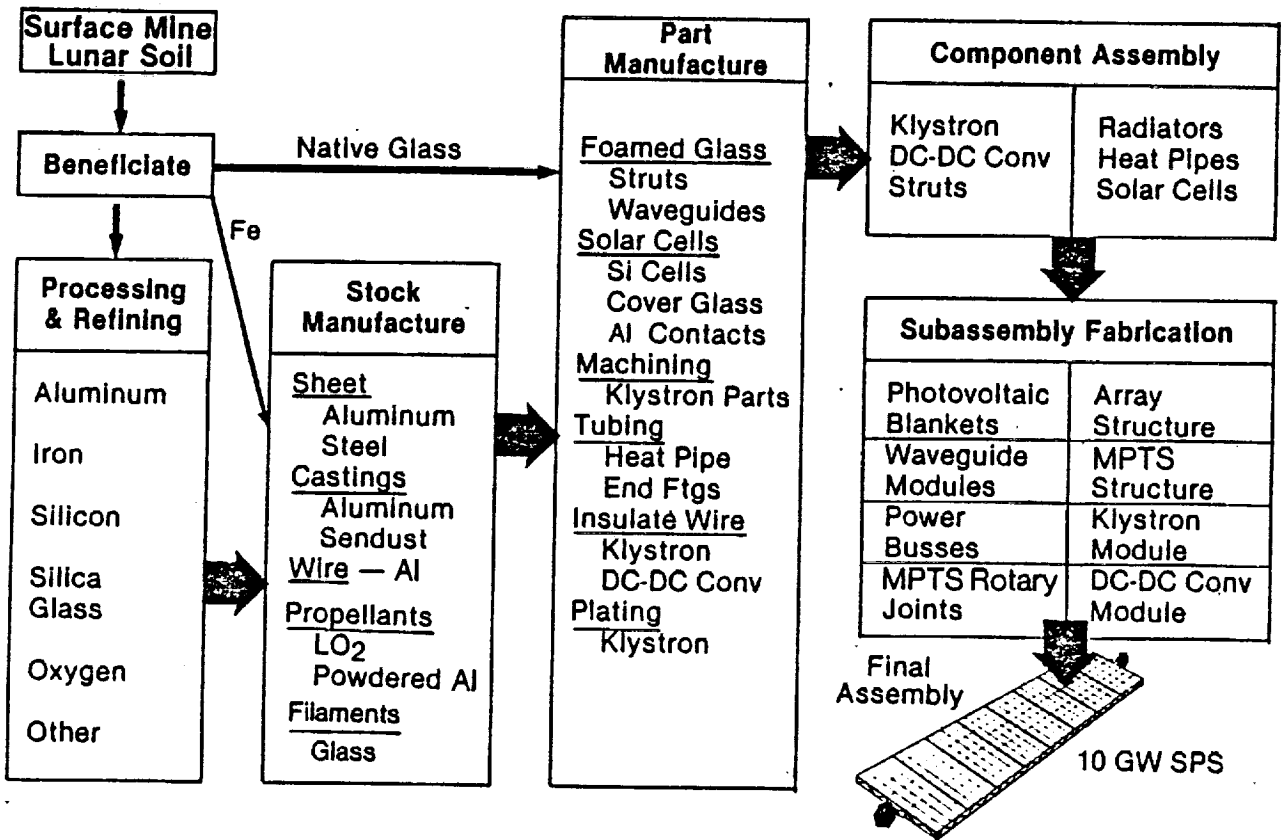 Surface Mine
Lunar Soil
Beneficiate
Native Glass
Fe
Processing
& Refining
Aluminum
Iron
Silicon
Silica
Glass
Oxygen
Other
Stock
Manufacture
Sheet
Aluminum
Steel
Castings
Aluminum
Sendust
Wire — Al
Propellants
LO2
Powdered Al
Filaments
Glass
Part
Manufacture
Foamed Glass
Struts
Waveguides
Solar Cells
Si Cells
Cover Glass
Al Contacts
Machining
Klystron Parts
Tubing
Heat Pipe
End Ftgs
Insulate Wire
Klystron
DC-DC Conv
Plating
Klystron
Component Assembly
Klystron
DC-DC Conv
Struts
Radiators
Heat Pipes
Solar Cells
Subassembly Fabrication
Photovoltaic
Blankets
Array
Structure
Waveguide
Modules
MPTS
Structure
Power
Busses
Klystron
Module
MPTS Rotary
Joints
DC-DC Conv
Module
Final
Assembly
10 GW SPS